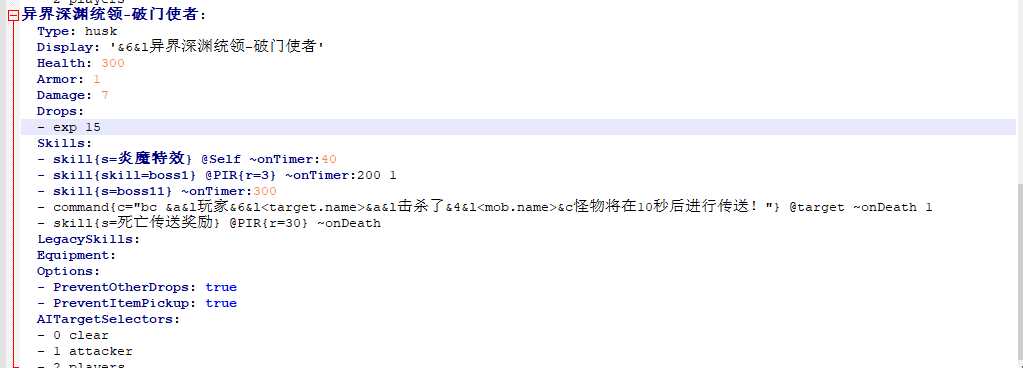 - 2 players
异界深渊统领-破门使者:
Type: husk
Display: '&6&l异界深渊统领-破门使者'
Health: 300
Armor: 1
Damage: 7
Drops:
- exp 15
Skills:
- skill{s=炎魔特效} @Self ~onTimer:40
- skill{skill=boss1} @PIR{r=3} ~onTimer:200 1
- skill{s=boss11} ~onTimer:300
- command{c="bc &a&l玩家&6&l<target.name>&a&l击杀了&4&l<mob.name>&c怪物将在10秒后进行传送！"} @target ~onDeath 1
- skill{s=死亡传送奖励} @PIR{r=30} ~onDeath
LegacySkills:
Equipment:
Options:
- PreventOtherDrops: true
- PreventItemPickup: true
AITargetSelectors:
- 0 clear
- 1 attacker
- 2 players